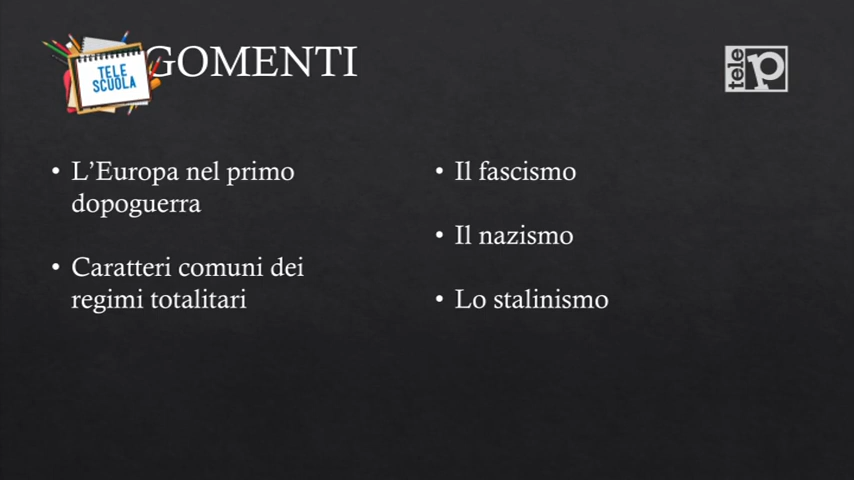 GOMENTI
TELE
SCUOLA
tele p
• L'Europa nel primo
dopoguerra
• Caratteri comuni dei
regimi totalitari
• Il fascismo
• Il nazismo
• Lo stalinismo